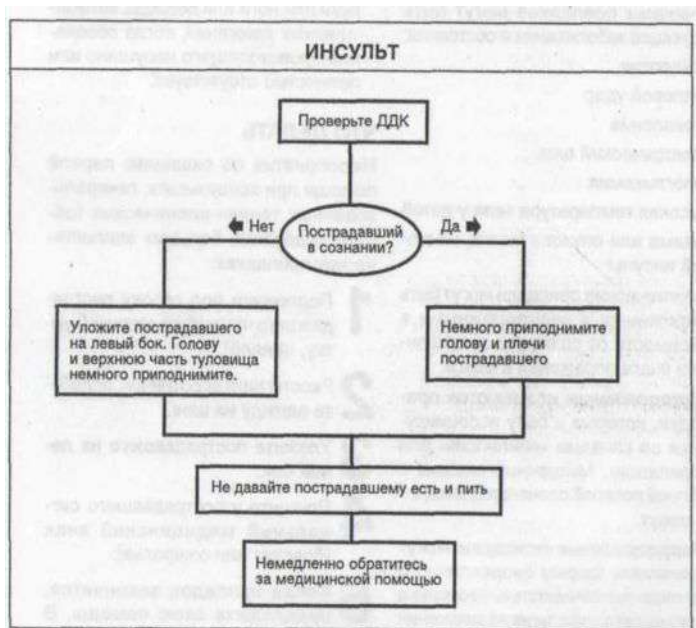 ИНСУЛЬТ
Проверьте ДДК
Нет
Пострадавший
в сознании?
Да
Уложите пострадавшего
на левый бок. Голову
и верхнюю часть туловища
немного приподнимите.
Немного приподнимите
голову и плечи
пострадавшего
Не давайте пострадавшему есть и пить
Немедленно обратитесь
за медицинской помощью